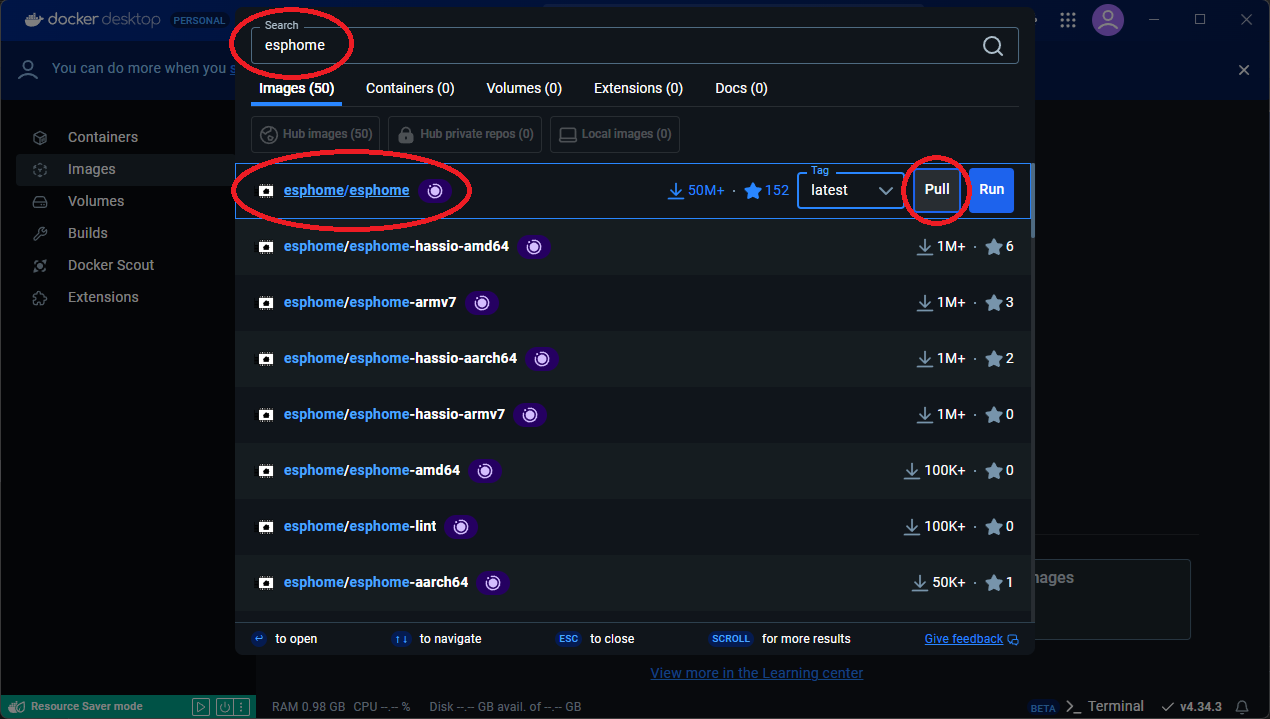 docker desktop PERSONAL
You can do more when you s
Search
esphome
Images (50) Containers (0) Volumes (0) Extensions (0) Docs (0)
Hub images (50) Hub private repos (0) Local images (0)
Containers
Images
Volumes
Builds
Docker Scout
Extensions
esphome/esphome 50M+ · 152 Tag latest Pull Run
esphome/esphome-hassio-amd64 1M+ · 6
esphome/esphome-armv7 1M+ · 3
esphome/esphome-hassio-aarch64 1M+ · 2
esphome/esphome-hassio-armv7 1M+ · 0
esphome/esphome-amd64 100K+ · 0
esphome/esphome-lint 100K+ · 0
esphome/esphome-aarch64 50K+ · 1
mages
to open to navigate ESC to close SCROLL for more results Give feedback
View more in the Learning center
Resource Saver mode RAM 0.98 GB CPU --.-- % Disk --.-- GB avail. of --.-- GB BETA >_ Terminal v4.34.3